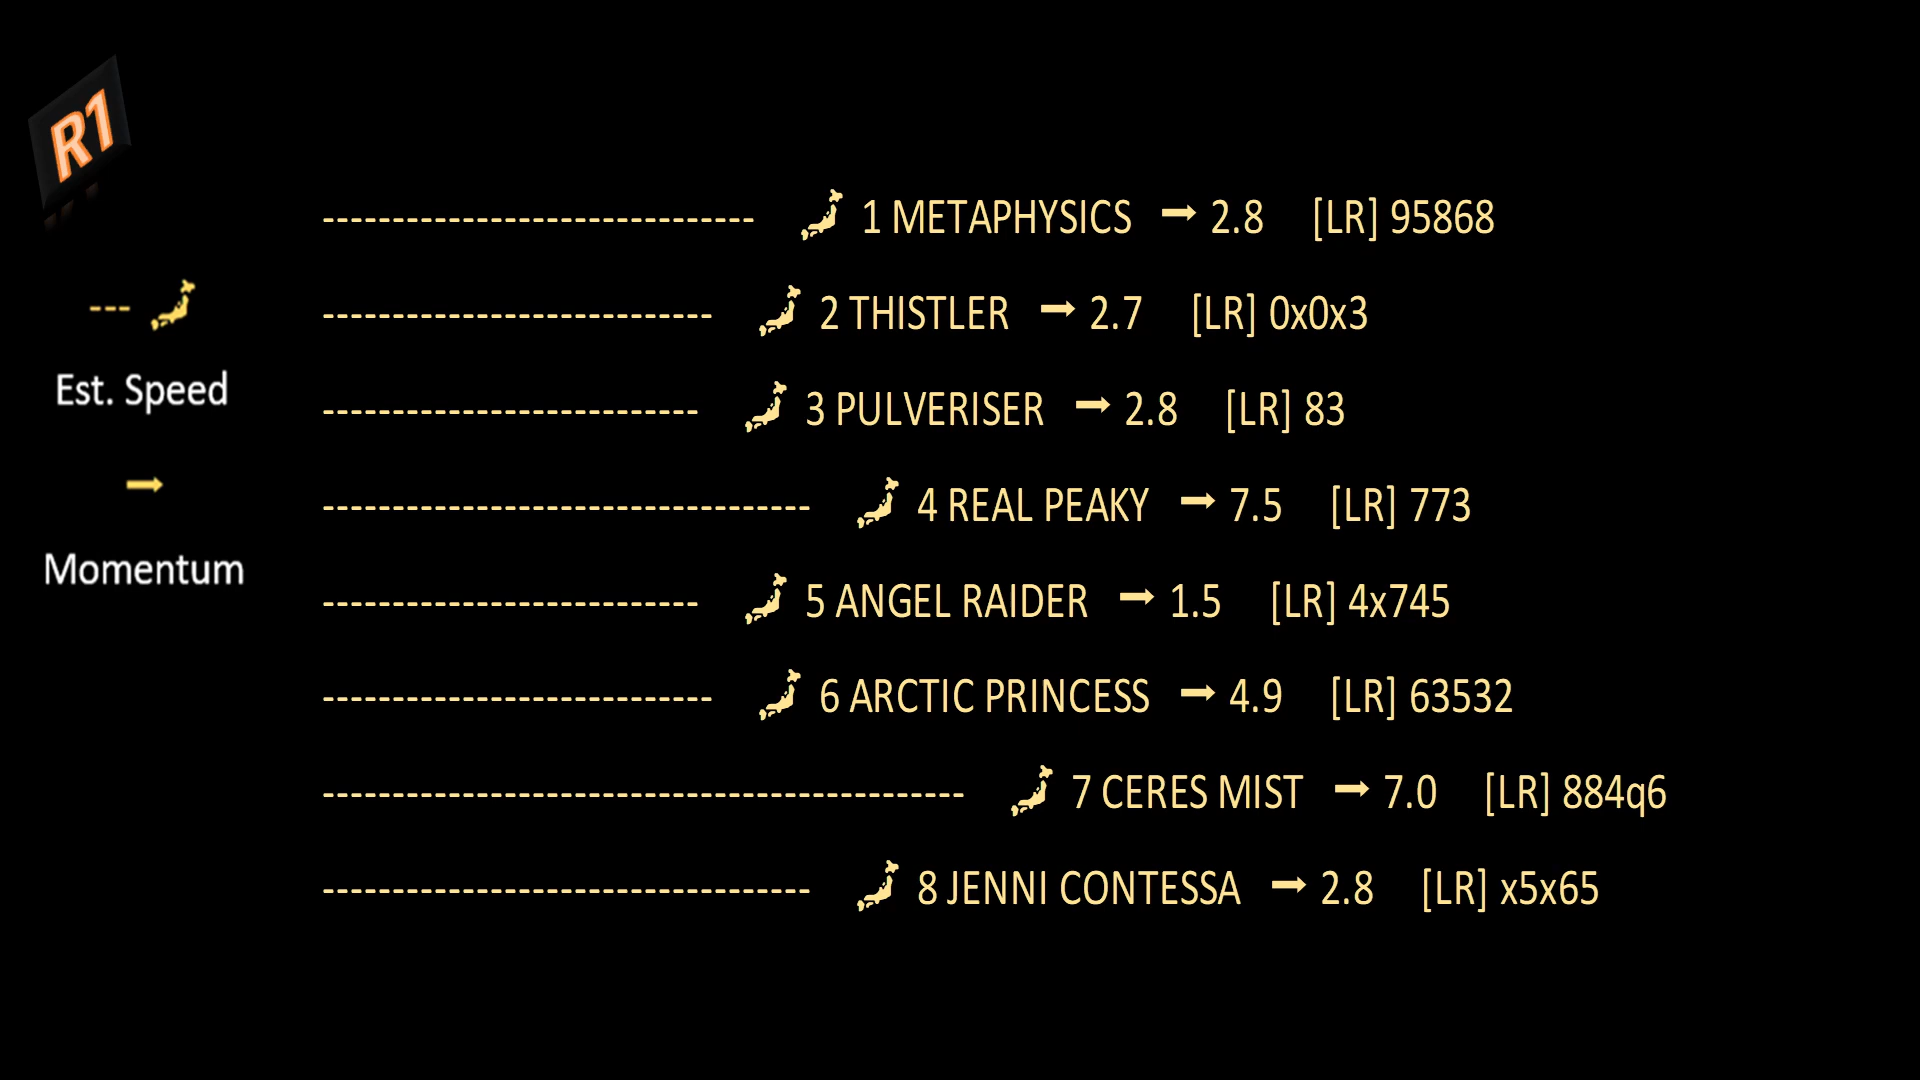 R1
------------------------------- 1 METAPHYSICS → 2.8 [LR] 95868
---------------------------- 2 THISTLER → 2.7 [LR] 0x0x3
--------------------------- 3 PULVERISER → 2.8 [LR] 83
----------------------------------- 4 REAL PEAKY → 7.5 [LR] 773
--------------------------- 5 ANGEL RAIDER → 1.5 [LR] 4x745
---------------------------- 6 ARCTIC PRINCESS → 4.9 [LR] 63532
---------------------------------------------- 7 CERES MIST → 7.0 [LR] 884q6
----------------------------------- 8 JENNI CONTESSA → 2.8 [LR] x5x65
---
Est. Speed
→
Momentum